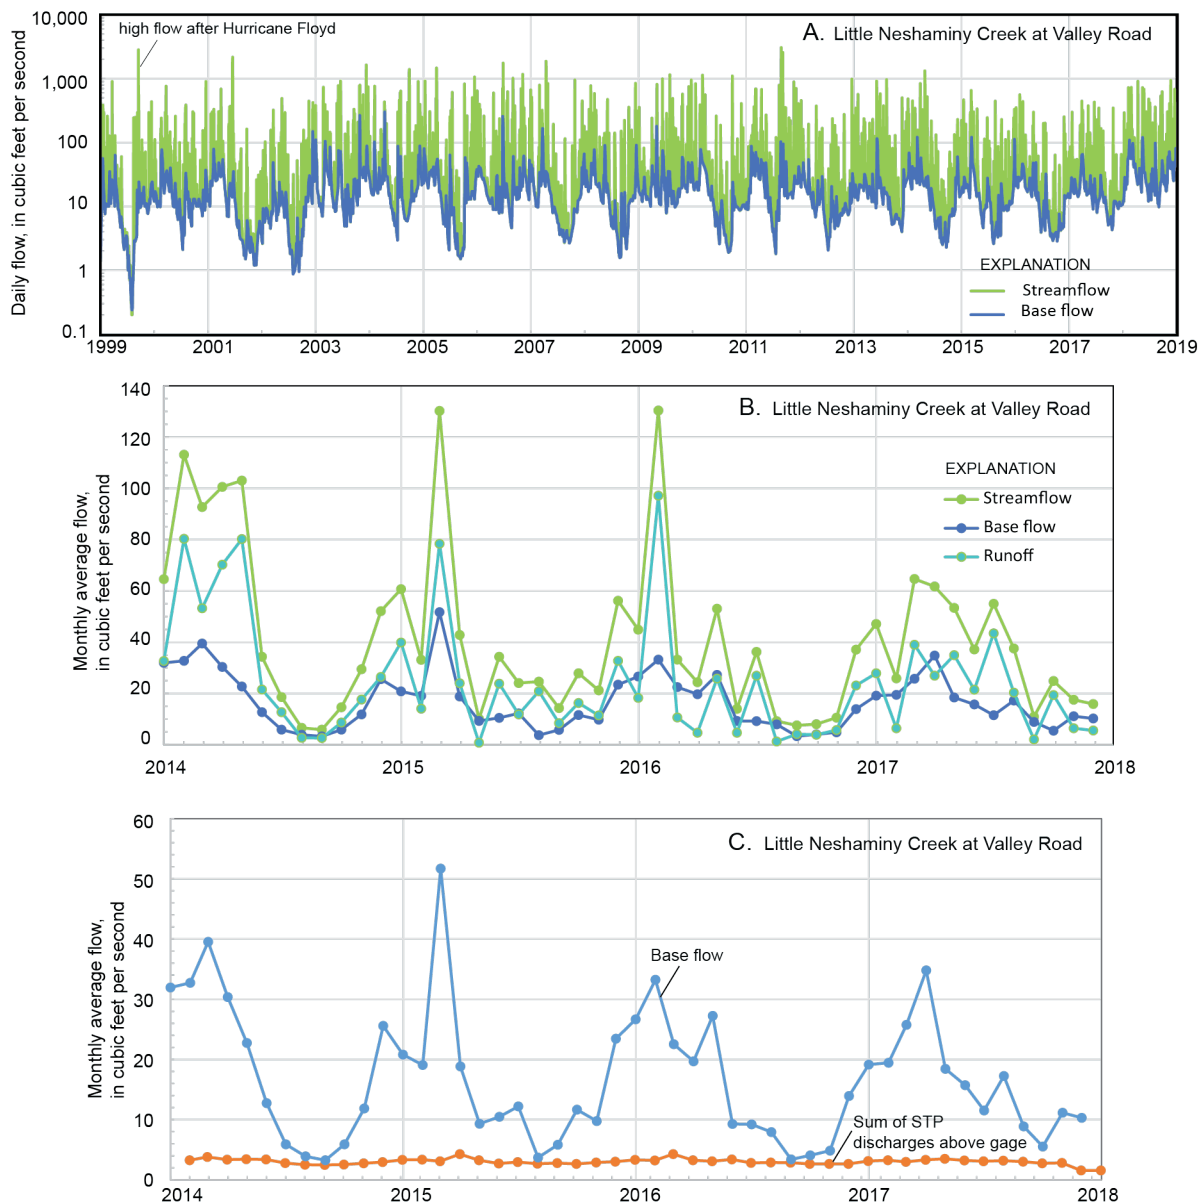 Daily flow, in cubic feet per second
10,000
1,000
100
10
1
0.1
high flow after Hurricane Floyd
A. Little Neshaminy Creek at Valley Road
EXPLANATION
Streamflow
Base flow
1999 2001 2003 2005 2007 2009 2011 2013 2015 2017 2019
Monthly average flow,
in cubic feet per second
140
120
100
80
60
40
20
0
B. Little Neshaminy Creek at Valley Road
EXPLANATION
Streamflow
Base flow
Runoff
2014 2015 2016 2017 2018
Monthly average flow,
in cubic feet per second
60
50
40
30
20
10
0
C. Little Neshaminy Creek at Valley Road
Base flow
Sum of STP
discharges above gage
2014 2015 2016 2017 2018